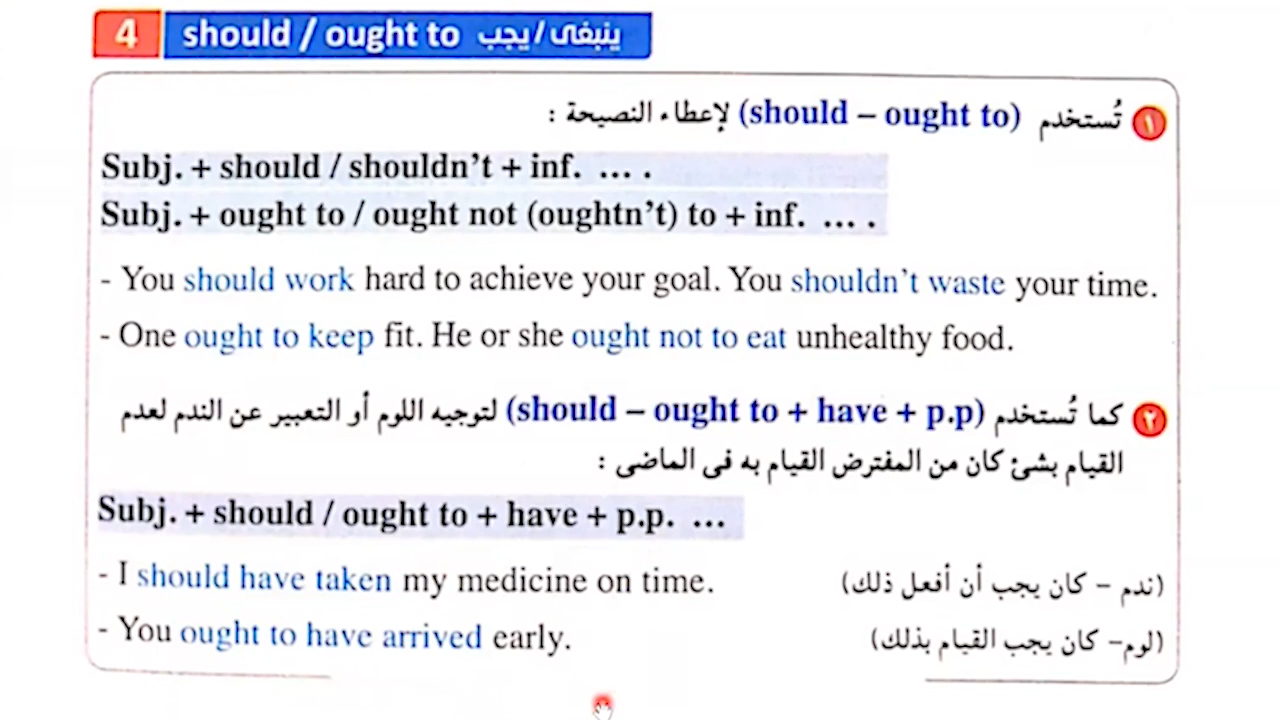 4 should / ought to ينبغى / يجب
١ تُستخدم (should – ought to) لإعطاء النصيحة :
Subj. + should / shouldn't + inf. ... .
Subj. + ought to / ought not (oughtn't) to + inf. ... .
- You should work hard to achieve your goal. You shouldn't waste your time.
- One ought to keep fit. He or she ought not to eat unhealthy food.
٢ كما تُستخدم (should – ought to + have + p.p) لتوجيه اللوم أو التعبير عن الندم لعدم
القيام بشئ كان من المفترض القيام به فى الماضى :
Subj. + should / ought to + have + p.p. ...
- I should have taken my medicine on time. (ندم – كان يجب أن أفعل ذلك)
- You ought to have arrived early. (لوم– كان يجب القيام بذلك)